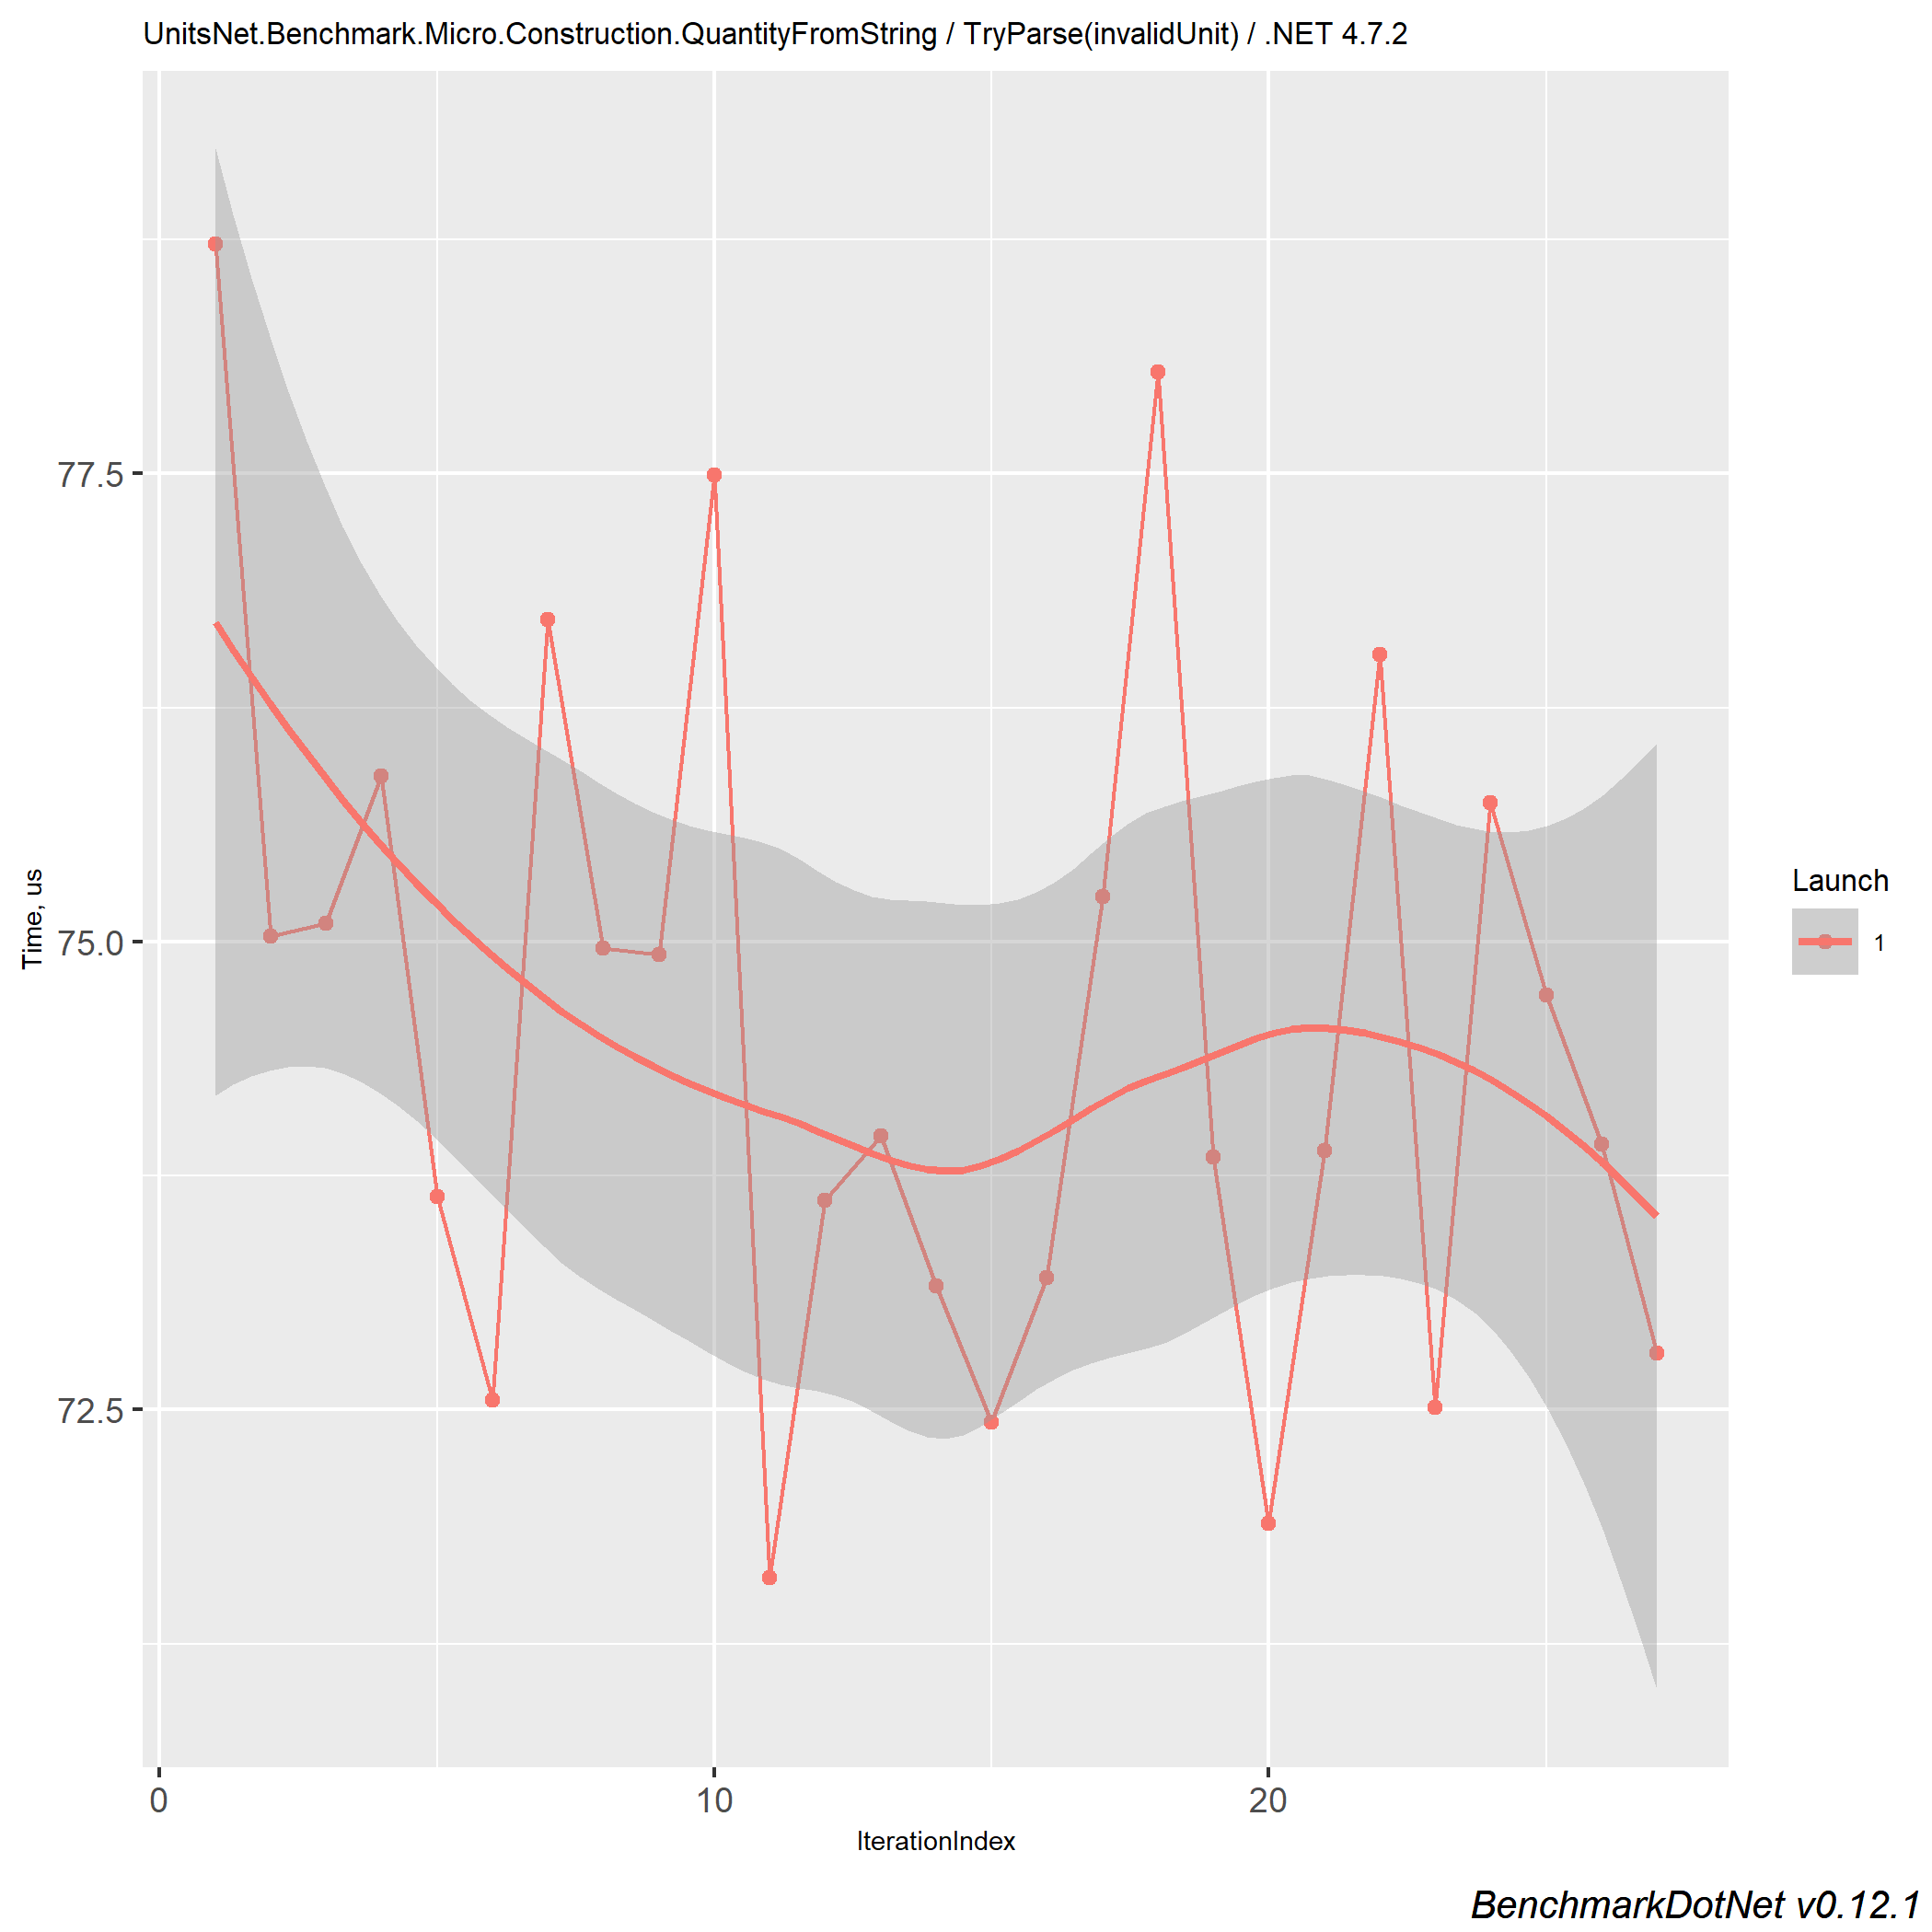 UnitsNet.Benchmark.Micro.Construction.QuantityFromString / TryParse(invalidUnit) / .NET 4.7.2
77.5
75.0
72.5
Time, us
0
10
20
IterationIndex
Launch
1
BenchmarkDotNet v0.12.1